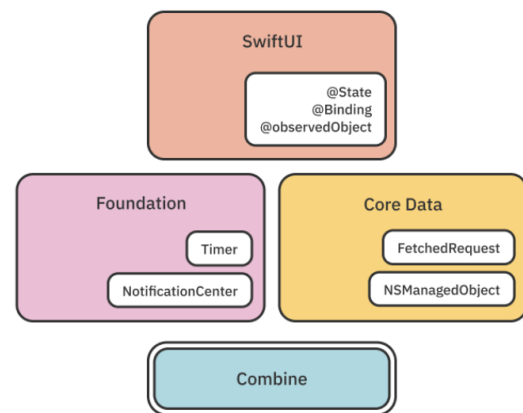 SwiftUI
@State
@Binding
@observedObject
Foundation
Timer
NotificationCenter
Core Data
FetchedRequest
NSManagedObject
Combine